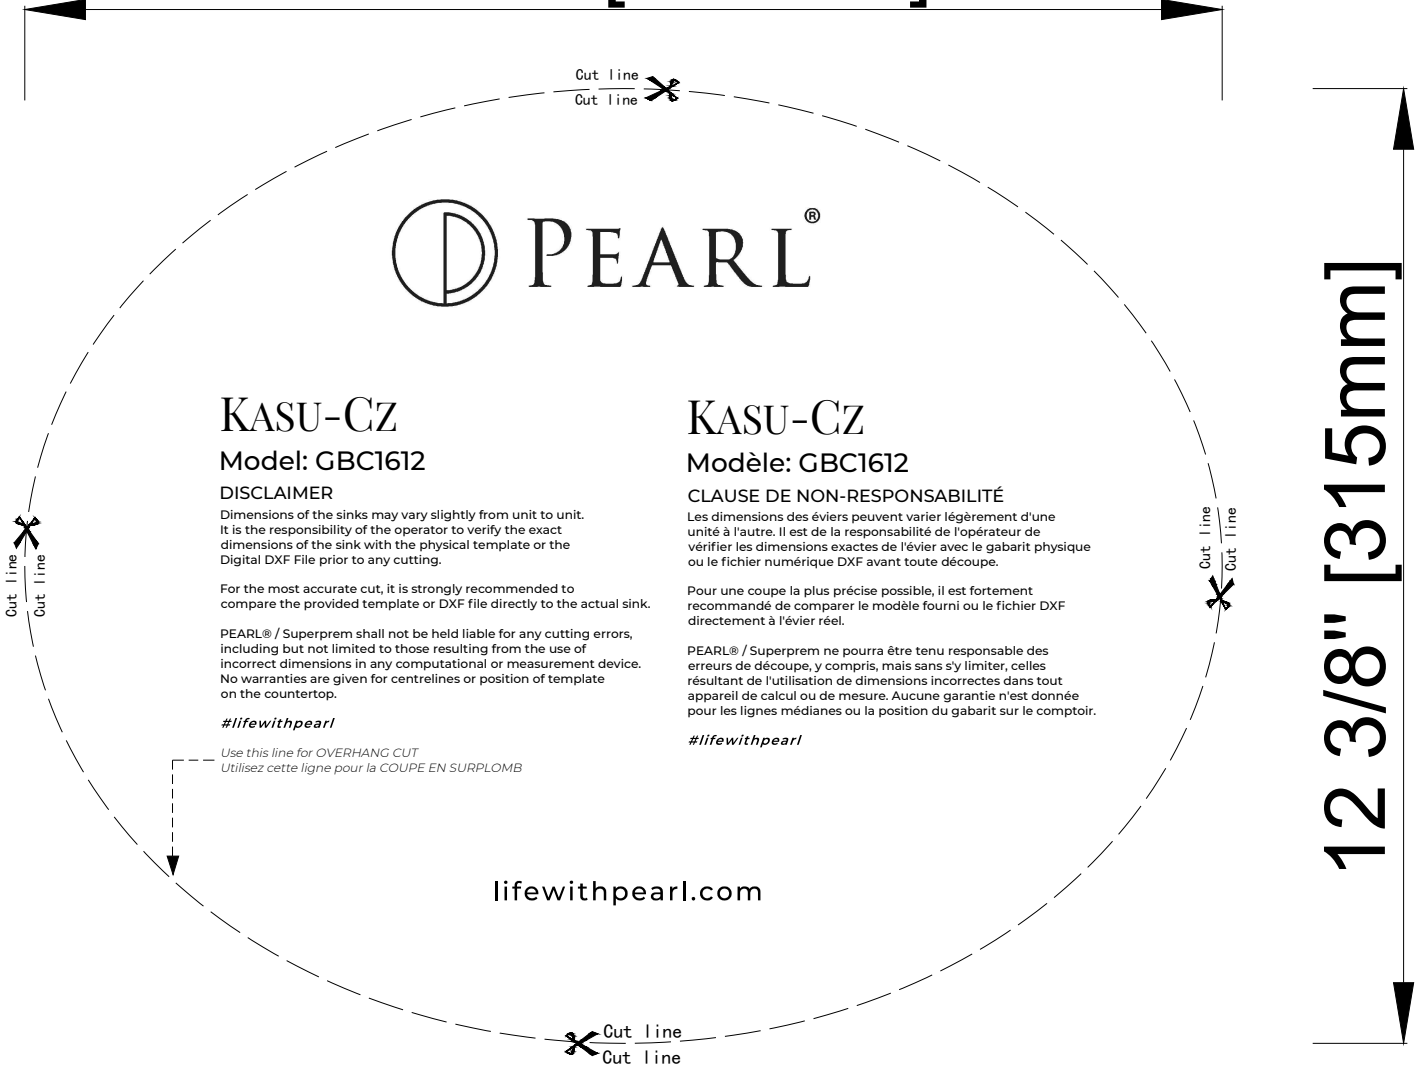 Cut line
Cut line
PEARL®
KASU-CZ
Model: GBC1612
DISCLAIMER
Dimensions of the sinks may vary slightly from unit to unit.
It is the responsibility of the operator to verify the exact
dimensions of the sink with the physical template or the
Digital DXF File prior to any cutting.
For the most accurate cut, it is strongly recommended to
compare the provided template or DXF file directly to the actual sink.
PEARL® / Superprem shall not be held liable for any cutting errors,
including but not limited to those resulting from the use of
incorrect dimensions in any computational or measurement device.
No warranties are given for centrelines or position of template
on the countertop.
#lifewithpearl
Use this line for OVERHANG CUT
Utilisez cette ligne pour la COUPE EN SURPLOMB
KASU-CZ
Modèle: GBC1612
CLAUSE DE NON-RESPONSABILITÉ
Les dimensions des éviers peuvent varier légèrement d'une
unité à l'autre. Il est de la responsabilité de l'opérateur de
vérifier les dimensions exactes de l'évier avec le gabarit physique
ou le fichier numérique DXF avant toute découpe.
Pour une coupe la plus précise possible, il est fortement
recommandé de comparer le modèle fourni ou le fichier DXF
directement à l'évier réel.
PEARL® / Superprem ne pourra être tenu responsable des
erreurs de découpe, y compris, mais sans s'y limiter, celles
résultant de l'utilisation de dimensions incorrectes dans tout
appareil de calcul ou de mesure. Aucune garantie n'est donnée
pour les lignes médianes ou la position du gabarit sur le comptoir.
#lifewithpearl
Cut line
Cut line
Cut line
Cut line
12 3/8" [315mm]
lifewithpearl.com
Cut line
Cut line